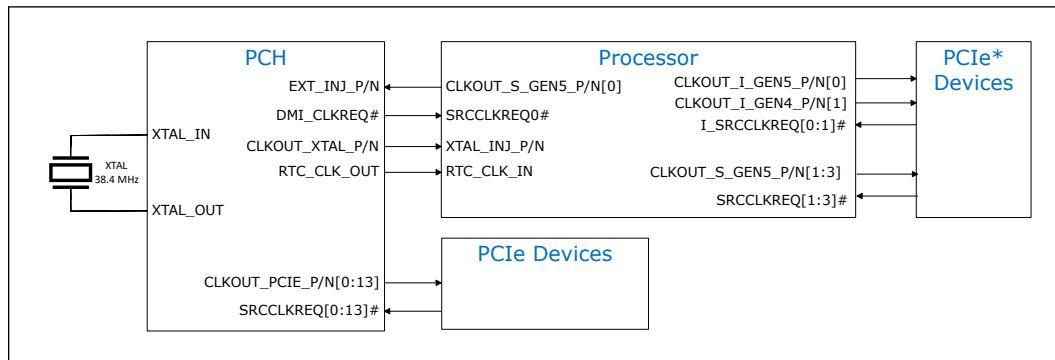 PCH
Processor
PCIe*
Devices
EXT_INJ_P/N
CLKOUT_S_GEN5_P/N[0]
CLKOUT_I_GEN5_P/N[0]
CLKOUT_I_GEN4_P/N[1]
DMI_CLKREQ#
SRCCLKREQ0#
I_SRCCLKREQ[0:1]#
XTAL_IN
CLKOUT_XTAL_P/N
XTAL_INJ_P/N
XTAL
38.4 MHz
RTC_CLK_OUT
RTC_CLK_IN
CLKOUT_S_GEN5_P/N[1:3]
SRCCLKREQ[1:3]#
XTAL_OUT
PCIe Devices
CLKOUT_PCIE_P/N[0:13]
SRCCLKREQ[0:13]#